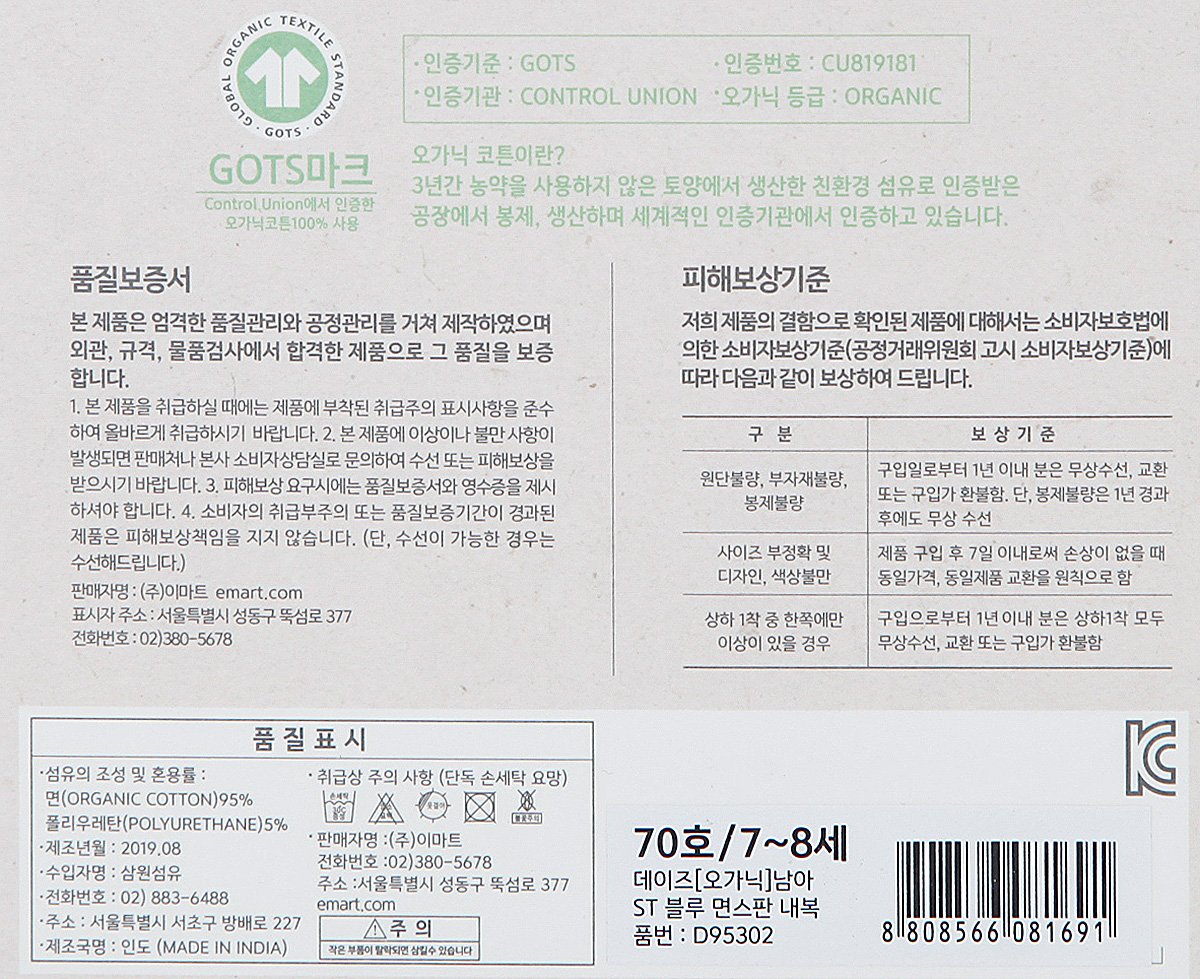 GLOBAL ORGANIC TEXTILE STANDARD · GOTS ·
GOTS마크
Control.Union에서 인증한
오가닉코튼100% 사용
·인증기준 : GOTS ·인증번호 : CU819181
·인증기관 : CONTROL UNION ·오가닉 등급 : ORGANIC
오가닉 코튼이란?
3년간 농약을 사용하지 않은 토양에서 생산한 친환경 섬유로 인증받은
공장에서 봉제, 생산하며 세계적인 인증기관에서 인증하고 있습니다.
품질보증서
본 제품은 엄격한 품질관리와 공정관리를 거쳐 제작하였으며
외관, 규격, 물품검사에서 합격한 제품으로 그 품질을 보증
합니다.
1. 본 제품을 취급하실 때에는 제품에 부착된 취급주의 표시사항을 준수
하여 올바르게 취급하시기 바랍니다. 2. 본 제품에 이상이나 불만 사항이
발생되면 판매처나 본사 소비자상담실로 문의하여 수선 또는 피해보상을
받으시기 바랍니다. 3. 피해보상 요구시에는 품질보증서와 영수증을 제시
하셔야 합니다. 4. 소비자의 취급부주의 또는 품질보증기간이 경과된
제품은 피해보상책임을 지지 않습니다. (단, 수선이 가능한 경우는
수선해드립니다.)
판매자명 : (주)이마트 emart.com
표시자 주소 : 서울특별시 성동구 뚝섬로 377
전화번호 : 02)380-5678
피해보상기준
저희 제품의 결함으로 확인된 제품에 대해서는 소비자보호법에
의한 소비자보상기준(공정거래위원회 고시 소비자보상기준)에
따라 다음과 같이 보상하여 드립니다.
구 분 보 상 기 준
원단불량, 부자재불량,
봉제불량
구입일로부터 1년 이내 분은 무상수선, 교환
또는 구입가 환불함. 단, 봉제불량은 1년 경과
후에도 무상 수선
사이즈 부정확 및
디자인, 색상불만
제품 구입 후 7일 이내로써 손상이 없을 때
동일가격, 동일제품 교환을 원칙으로 함
상하 1착 중 한쪽에만
이상이 있을 경우
구입으로부터 1년 이내 분은 상하1착 모두
무상수선, 교환 또는 구입가 환불함
품 질 표 시
·섬유의 조성 및 혼용률 :
면(ORGANIC COTTON)95%
폴리우레탄(POLYURETHANE)5%
·제조년월 : 2019.08
·수입자명 : 삼원섬유
·전화번호 : 02) 883-6488
·주소 : 서울특별시 서초구 방배로 227
·제조국명 : 인도 (MADE IN INDIA)
·취급상 주의 사항 (단독 손세탁 요망)
손세탁
30℃
중성
옷걸이
불꽃주의
·판매자명 :(주)이마트
전화번호 :02)380-5678
주소 :서울특별시 성동구 뚝섬로 377
emart.com
주 의
작은 부품이 탈락되면 삼킬수 있습니다
70호/7~8세
데이즈[오가닉]남아
ST 블루 면스판 내복
품번 : D95302
8 808566 081691